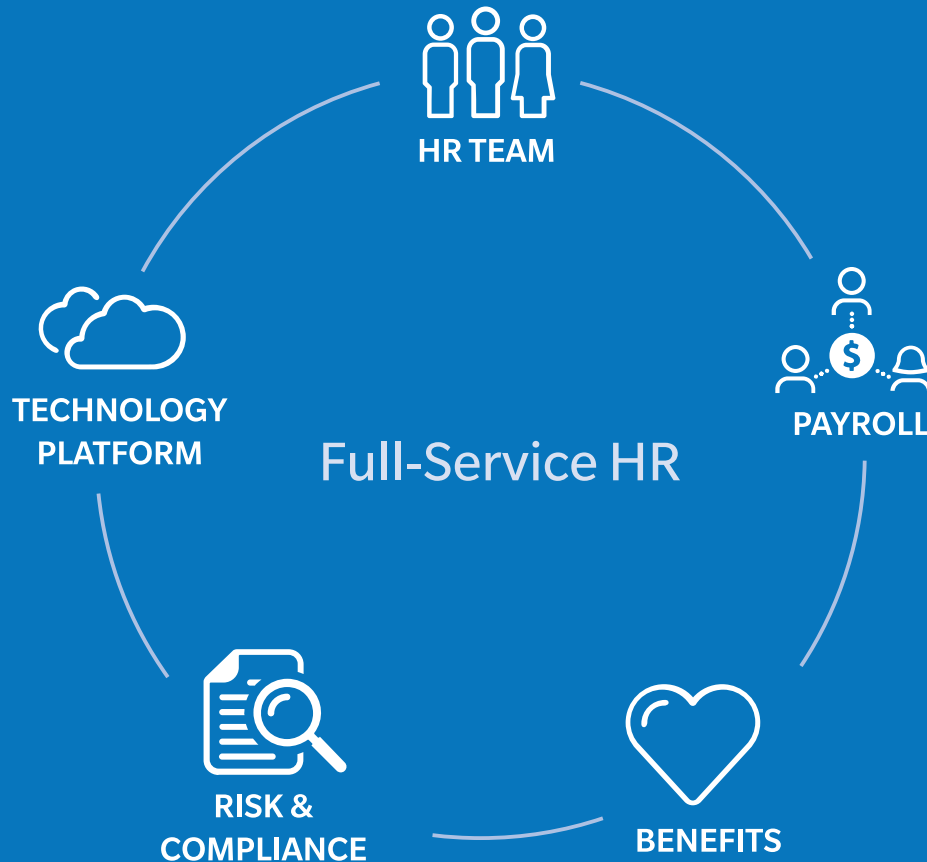 HR TEAM
$
PAYROLL
TECHNOLOGY
PLATFORM
Full-Service HR
RISK &
COMPLIANCE
BENEFITS